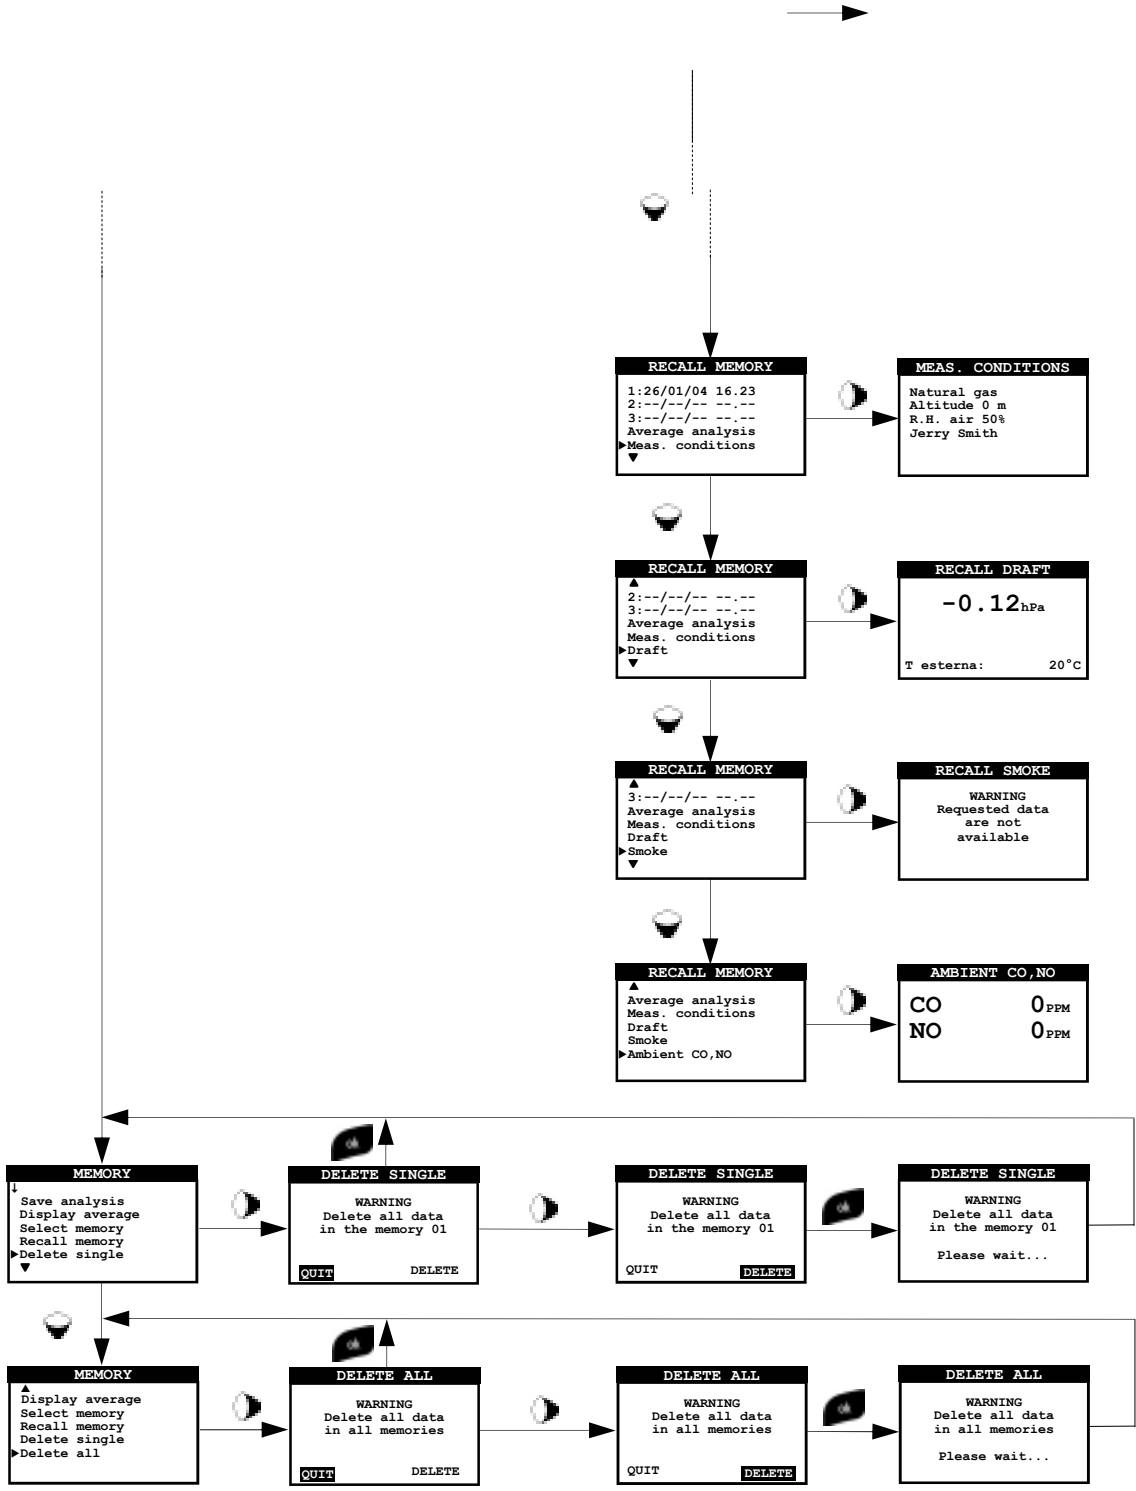 RECALL MEMORY
1:26/01/04 16.23
2:--/--/-- --.--
3:--/--/-- --.--
Average analysis
Meas. conditions
MEAS. CONDITIONS
Natural gas
Altitude 0 m
R.H. air 50%
Jerry Smith
RECALL MEMORY
2:--/--/-- --.--
3:--/--/-- --.--
Average analysis
Meas. conditions
Draft
RECALL DRAFT
-0.12hPa
T esterna: 20°C
RECALL MEMORY
3:--/--/-- --.--
Average analysis
Meas. conditions
Draft
Smoke
RECALL SMOKE
WARNING
Requested data
are not
available
RECALL MEMORY
Average analysis
Meas. conditions
Draft
Smoke
Ambient CO,NO
AMBIENT CO,NO
CO 0PPM
NO 0PPM
MEMORY
Save analysis
Display average
Select memory
Recall memory
Delete single
ok
DELETE SINGLE
WARNING
Delete all data
in the memory 01
QUIT DELETE
DELETE SINGLE
WARNING
Delete all data
in the memory 01
QUIT DELETE
ok
DELETE SINGLE
WARNING
Delete all data
in the memory 01
Please wait...
MEMORY
Display average
Select memory
Recall memory
Delete single
Delete all
ok
DELETE ALL
WARNING
Delete all data
in all memories
QUIT DELETE
DELETE ALL
WARNING
Delete all data
in all memories
QUIT DELETE
ok
DELETE ALL
WARNING
Delete all data
in all memories
Please wait...